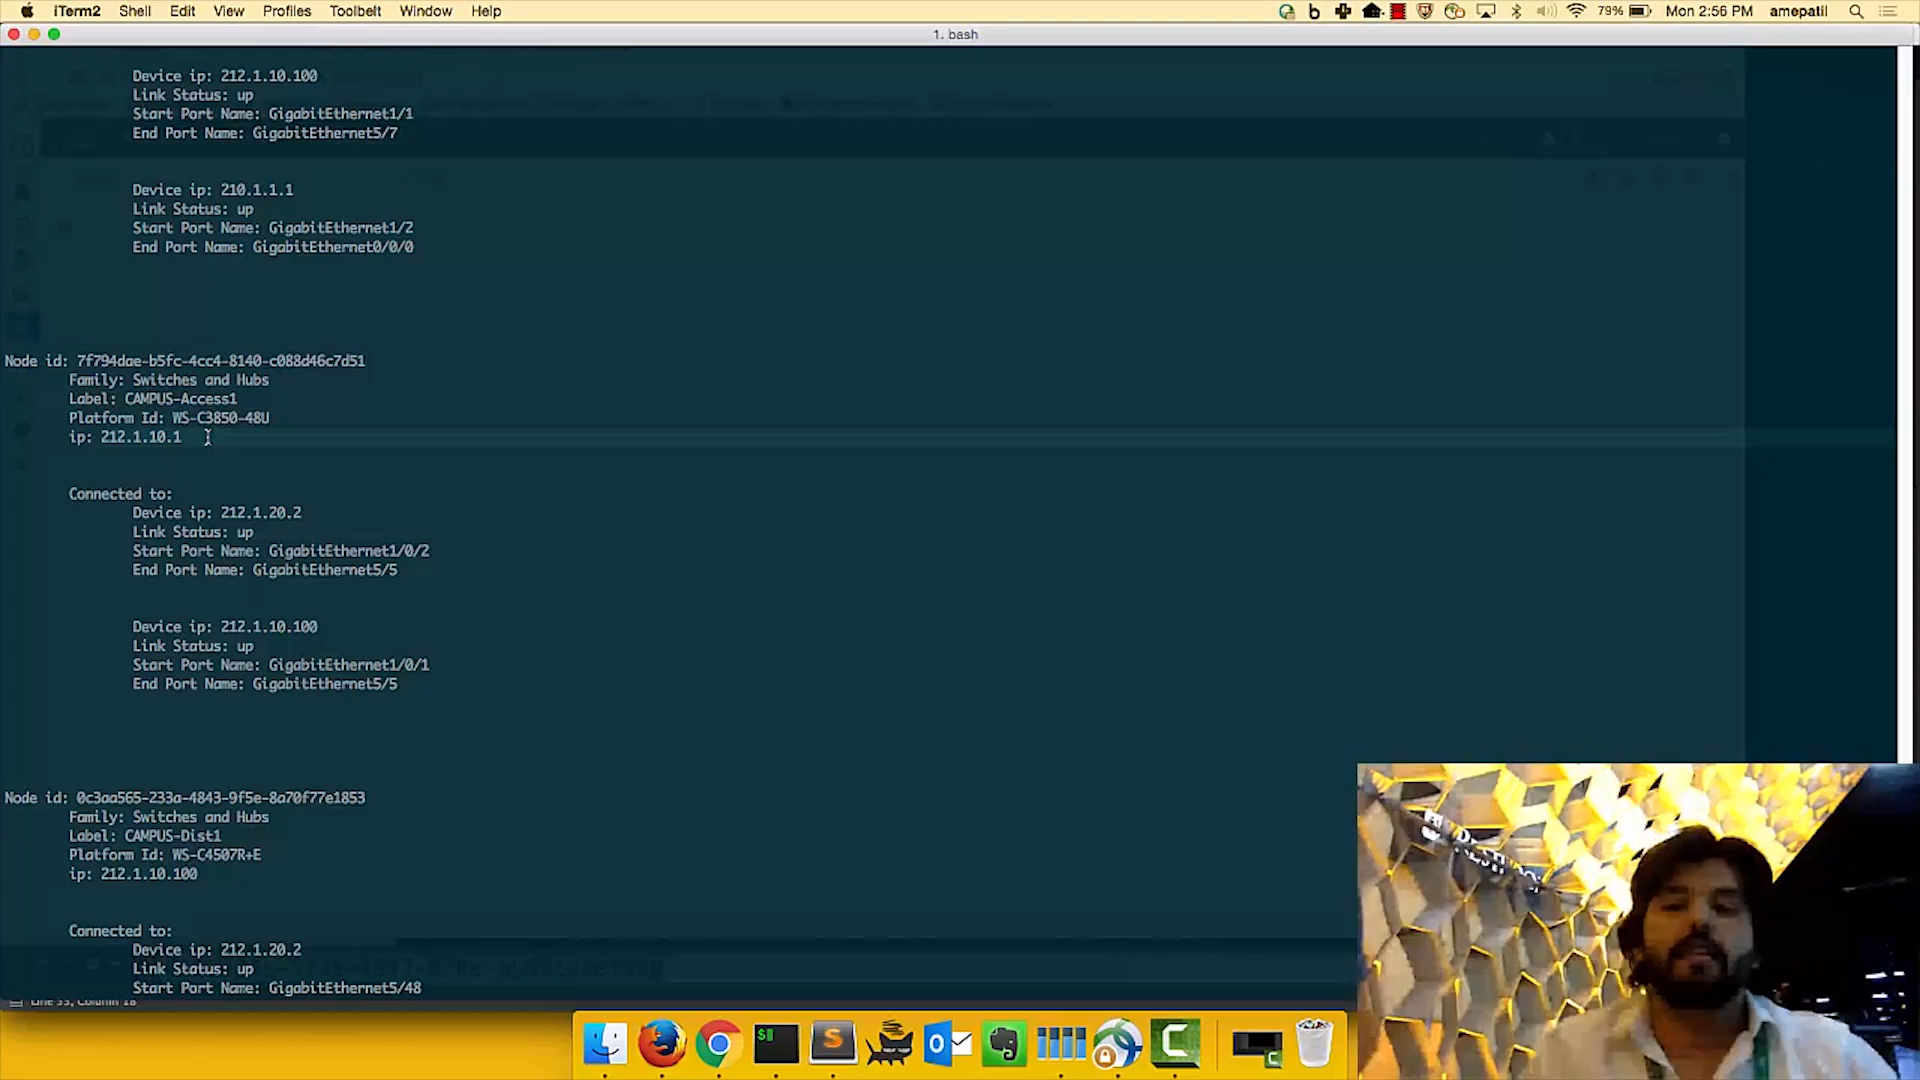 iTerm2 Shell Edit View Profiles Toolbelt Window Help 79% Mon 2:56 PM amepatil
1. bash
Device ip: 212.1.10.100
Link Status: up
Start Port Name: GigabitEthernet1/1
End Port Name: GigabitEthernet5/7
Device ip: 210.1.1.1
Link Status: up
Start Port Name: GigabitEthernet1/2
End Port Name: GigabitEthernet0/0/0
Node id: 7f794dae-b5fc-4cc4-8140-c088d46c7d51
Family: Switches and Hubs
Label: CAMPUS-Access1
Platform Id: WS-C3850-48U
ip: 212.1.10.1
Connected to:
Device ip: 212.1.20.2
Link Status: up
Start Port Name: GigabitEthernet1/0/2
End Port Name: GigabitEthernet5/5
Device ip: 212.1.10.100
Link Status: up
Start Port Name: GigabitEthernet1/0/1
End Port Name: GigabitEthernet5/5
Node id: 0c3aa565-233a-4843-9f5e-8a70f77e1853
Family: Switches and Hubs
Label: CAMPUS-Dist1
Platform Id: WS-C4507R+E
ip: 212.1.10.100
Connected to:
Device ip: 212.1.20.2
Link Status: up
Start Port Name: GigabitEthernet5/48